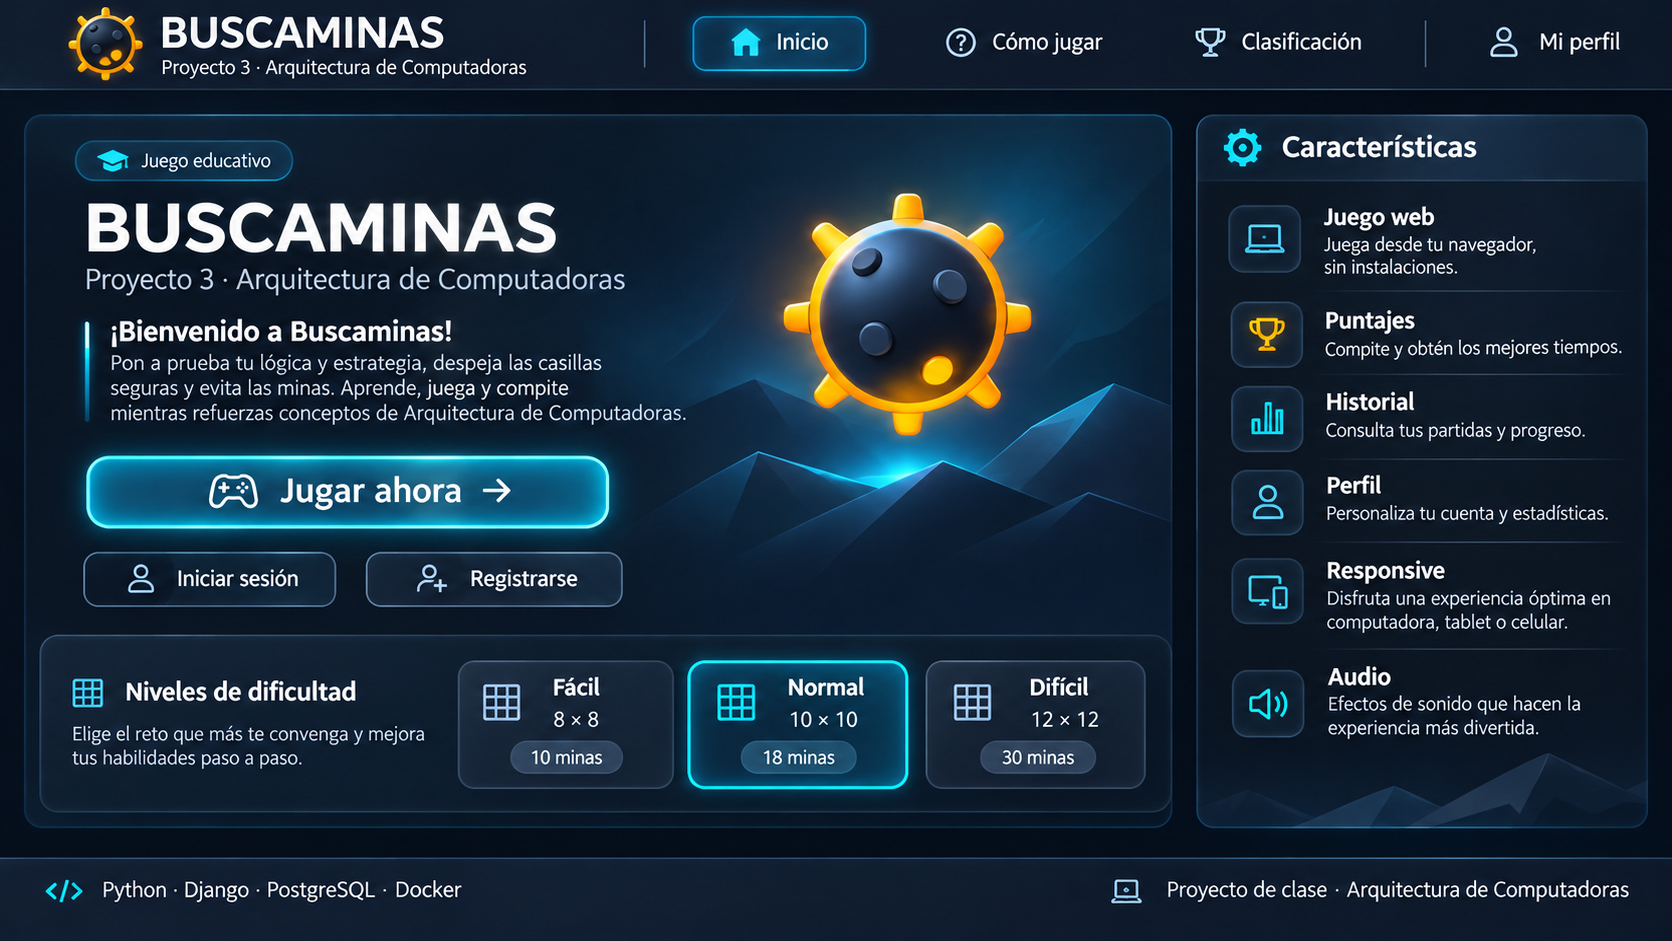 BUSCAMINAS
Proyecto 3 · Arquitectura de Computadoras
Inicio
Cómo jugar
Clasificación
Mi perfil
Juego educativo
BUSCAMINAS
Proyecto 3 · Arquitectura de Computadoras
¡Bienvenido a Buscaminas!
Pon a prueba tu lógica y estrategia, despeja las casillas
seguras y evita las minas. Aprende, juega y compite
mientras refuerzas conceptos de Arquitectura de Computadoras.
Jugar ahora →
Iniciar sesión
Registrarse
Niveles de dificultad
Elige el reto que más te convenga y mejora
tus habilidades paso a paso.
Fácil
8 × 8
10 minas
Normal
10 × 10
18 minas
Difícil
12 × 12
30 minas
Características
Juego web
Juega desde tu navegador,
sin instalaciones.
Puntajes
Compite y obtén los mejores tiempos.
Historial
Consulta tus partidas y progreso.
Perfil
Personaliza tu cuenta y estadísticas.
Responsive
Disfruta una experiencia óptima en
computadora, tablet o celular.
Audio
Efectos de sonido que hacen la
experiencia más divertida.
</> Python · Django · PostgreSQL · Docker
Proyecto de clase · Arquitectura de Computadoras